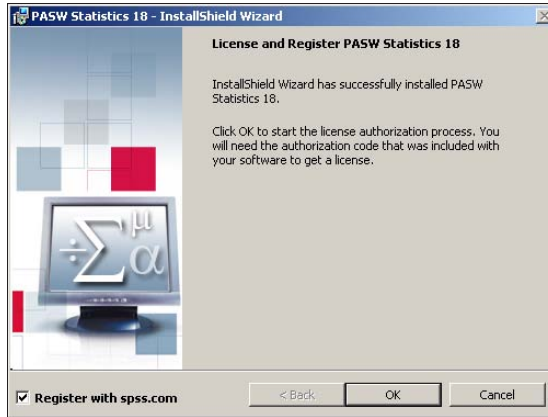 PASW Statistics 18 - InstallShield Wizard
License and Register PASW Statistics 18
InstallShield Wizard has successfully installed PASW
Statistics 18.
Click OK to start the license authorization process. You
will need the authorization code that was included with
your software to get a license.
÷Σμα
Register with spss.com
< Back
OK
Cancel